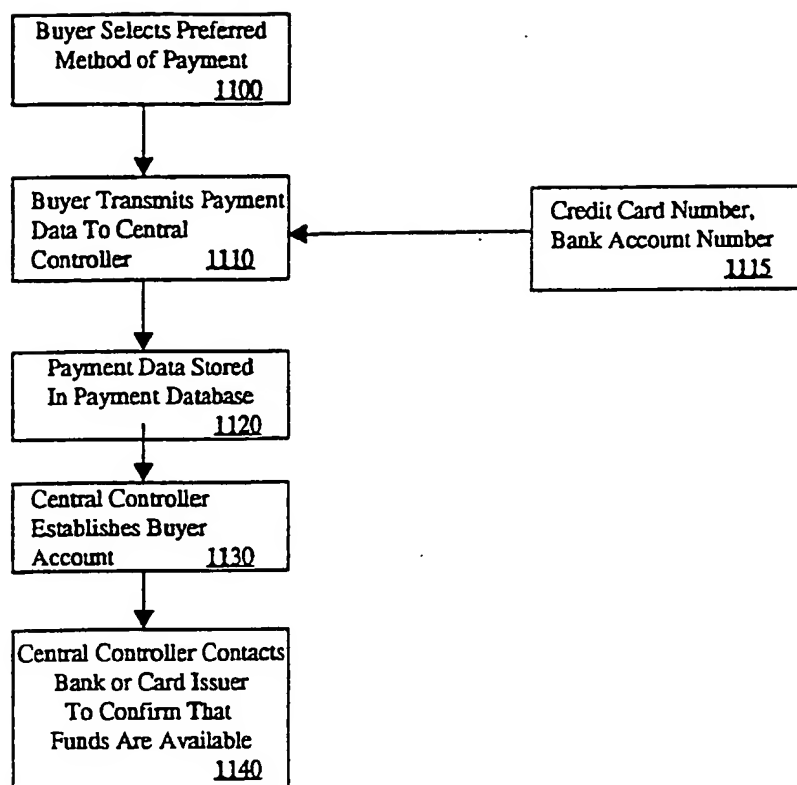 Buyer Selects Preferred
Method of Payment
1100
Buyer Transmits Payment
Data To Central
Controller 1110
Credit Card Number,
Bank Account Number
1115
Payment Data Stored
In Payment Database
1120
Central Controller
Establishes Buyer
Account 1130
Central Controller Contacts
Bank or Card Issuer
To Confirm That
Funds Are Available
1140